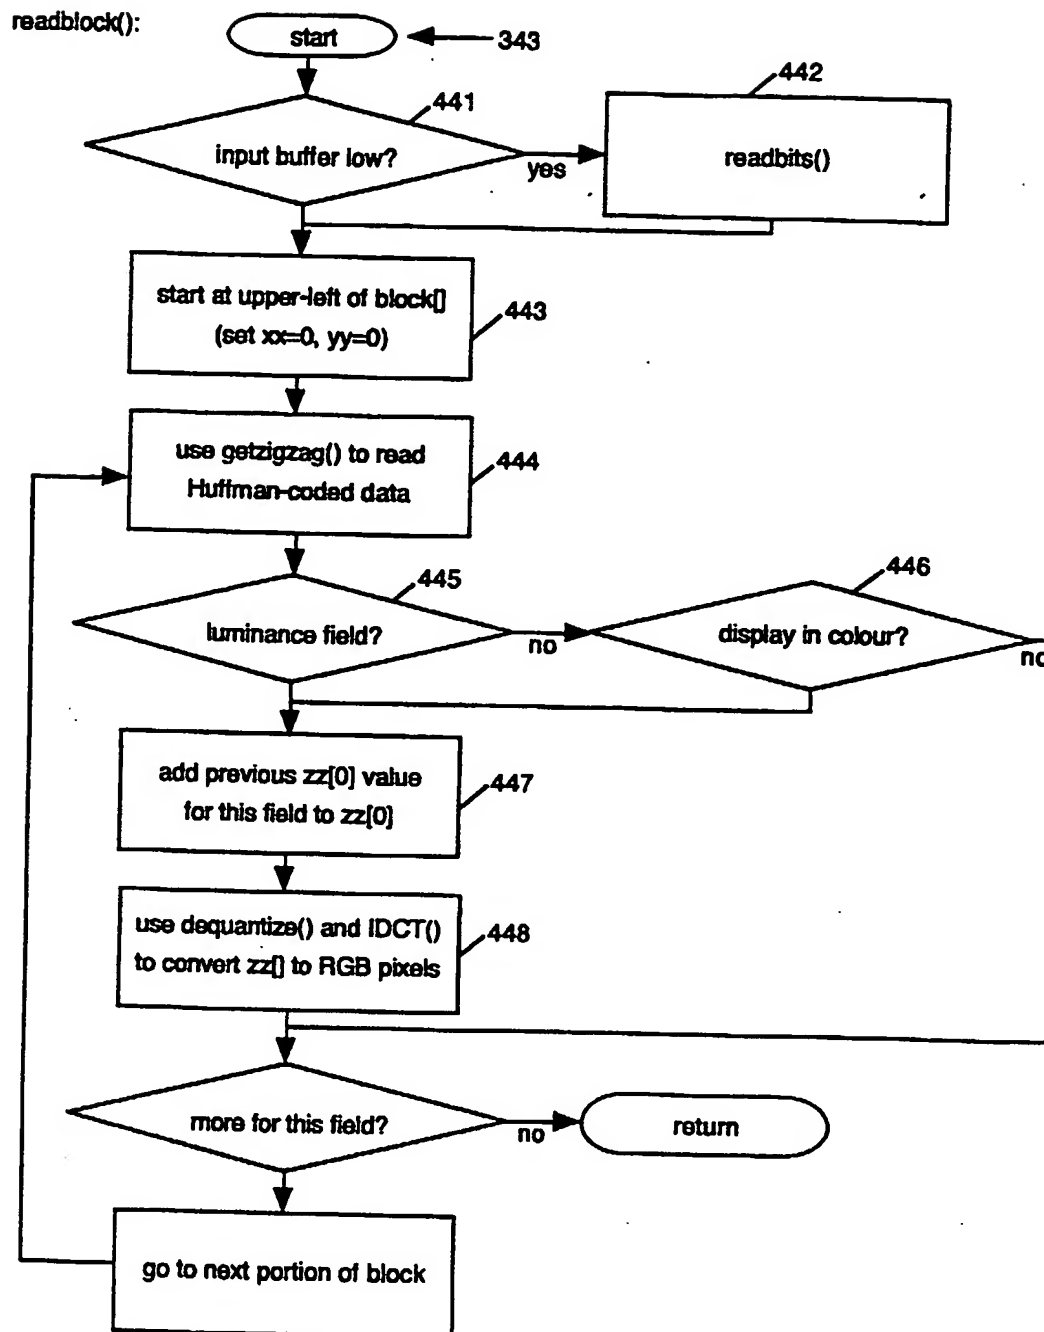 readblock():
start
343
441
442
input buffer low?
yes
readbits()
start at upper-left of block[]
(set xx=0, yy=0)
443
use getzigzag() to read
Huffman-coded data
444
445
446
luminance field?
no
display in colour?
no
add previous zz[0] value
for this field to zz[0]
447
use dequantize() and IDCT()
to convert zz[] to RGB pixels
448
more for this field?
no
return
go to next portion of block